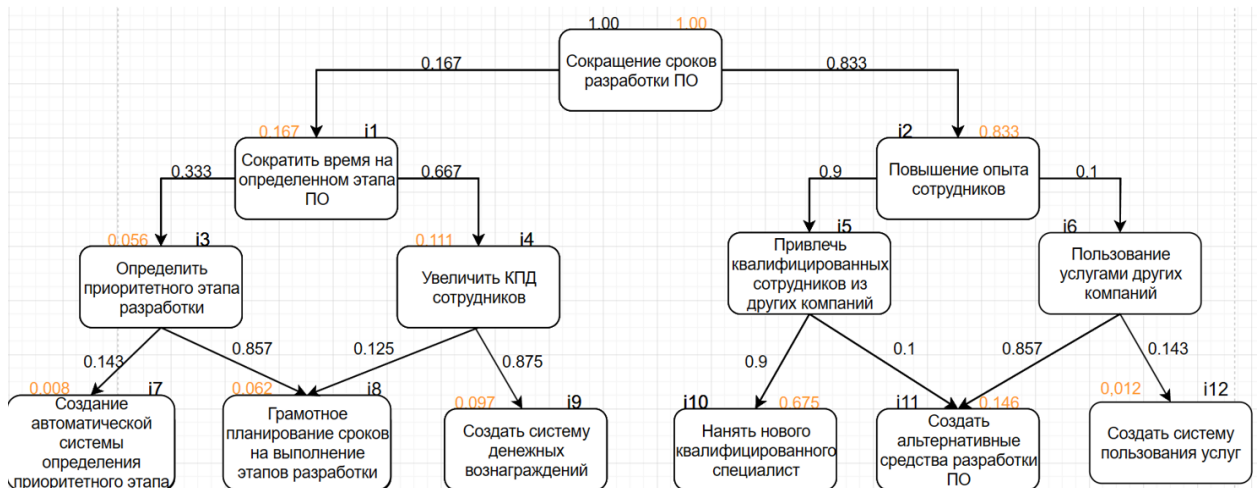 1.00 1.00
Сокращение сроков
разработки ПО
0.167 0.833
0.167 i1
Сократить время на
определенном этапа
ПО
i2 0.833
Повышение опыта
сотрудников
0.333 0.667
0.9 0.1
0.056 i3
Определить
приоритетного этапа
разработки
0.111 i4
Увеличить КПД
сотрудников
i5
Привлечь
квалифицированных
сотрудников из
других компаний
i6
Пользование
услугами других
компаний
0.143 0.857 0.125 0.875
0.9 0.1 0.857 0.143
0.008 i7
Создание
автоматической
системы
определения
приоритетного этапа
0.062 i8
Грамотное
планирование сроков
на выполнение
этапов разработки
0.097 i9
Создать систему
денежных
вознаграждений
i10 0.675
Нанять нового
квалифицированного
специалист
i11 0.146
Создать
альтернативные
средства разработки
ПО
0,012 i12
Создать систему
пользования услуг